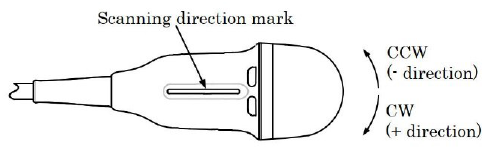 Scanning direction mark
CCW
(- direction)
CW
(+ direction)